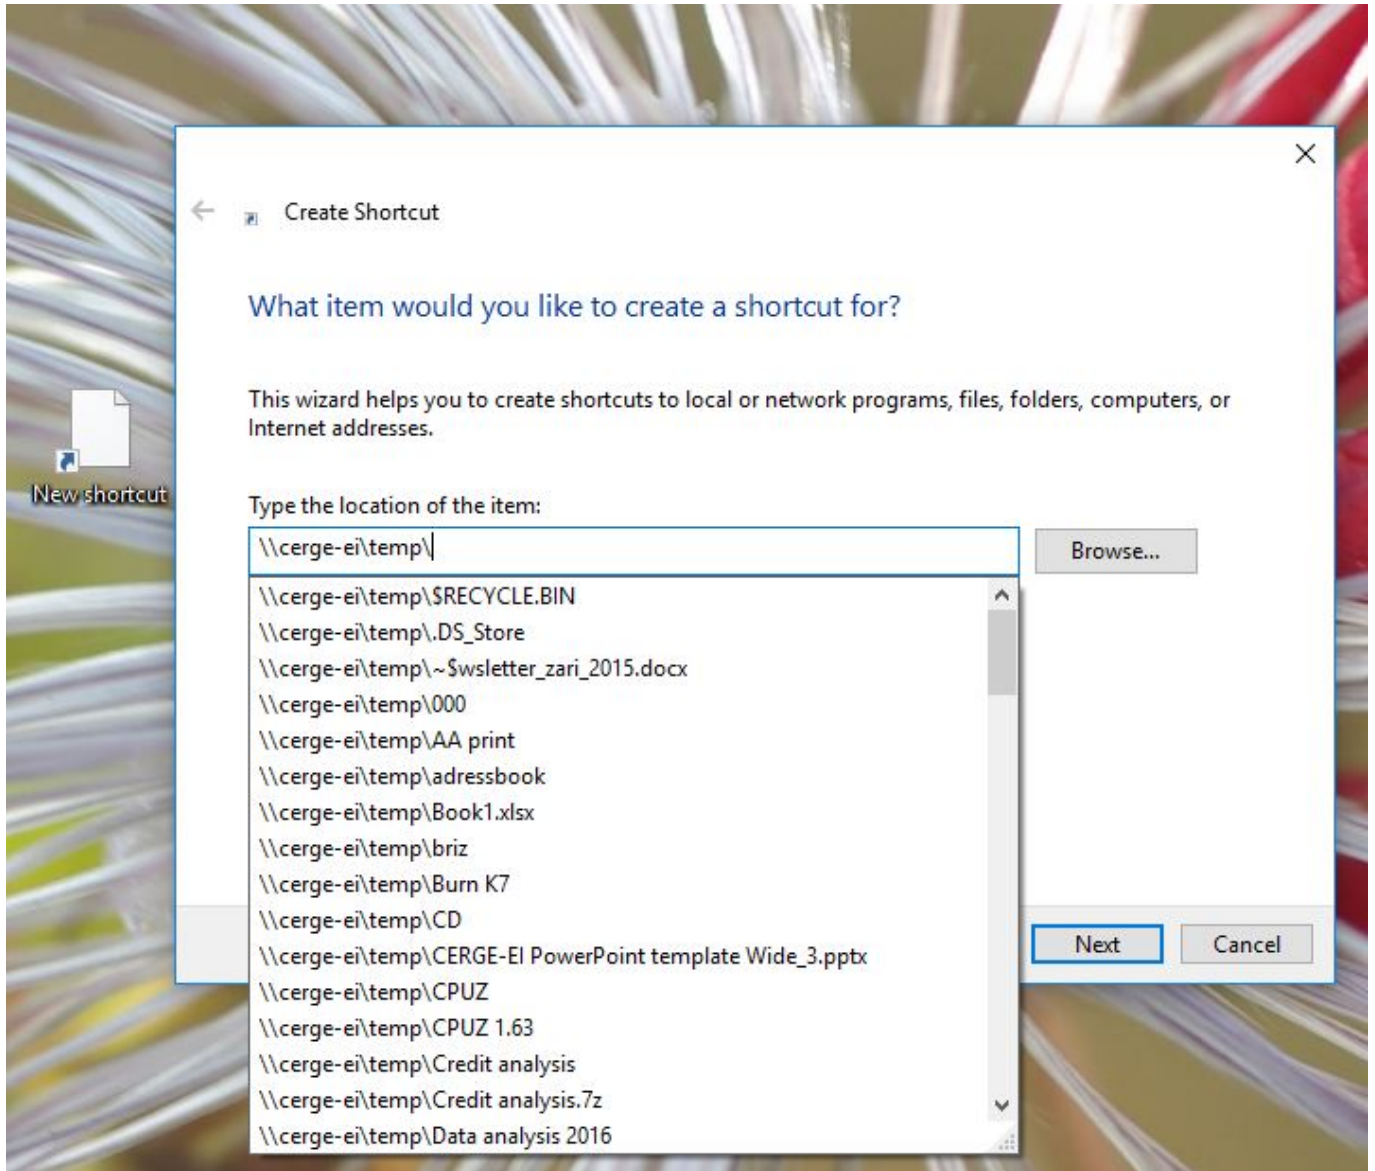 Create Shortcut
What item would you like to create a shortcut for?
This wizard helps you to create shortcuts to local or network programs, files, folders, computers, or
Internet addresses.
New shortcut
Type the location of the item:
\\cerge-ei\temp\
Browse...
\\cerge-ei\temp\$RECYCLE.BIN
\\cerge-ei\temp\.DS_Store
\\cerge-ei\temp\~$wsletter_zari_2015.docx
\\cerge-ei\temp\000
\\cerge-ei\temp\AA print
\\cerge-ei\temp\adressbook
\\cerge-ei\temp\Book1.xlsx
\\cerge-ei\temp\briz
\\cerge-ei\temp\Burn K7
\\cerge-ei\temp\CD
\\cerge-ei\temp\CERGE-EI PowerPoint template Wide_3.pptx
\\cerge-ei\temp\CPUZ
\\cerge-ei\temp\CPUZ 1.63
\\cerge-ei\temp\Credit analysis
\\cerge-ei\temp\Credit analysis.7z
\\cerge-ei\temp\Data analysis 2016
Next
Cancel